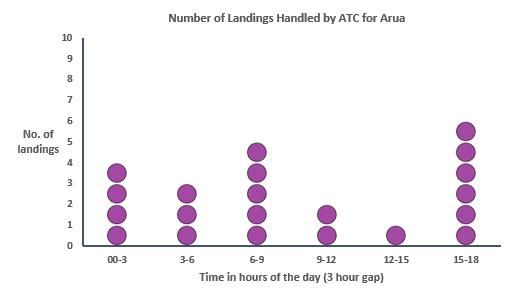 Number of Landings Handled by ATC for Arua
10
9
8
7
6
No. of
landings
5
4
3
2
1
0
00-3 3-6 6-9 9-12 12-15 15-18
Time in hours of the day (3 hour gap)